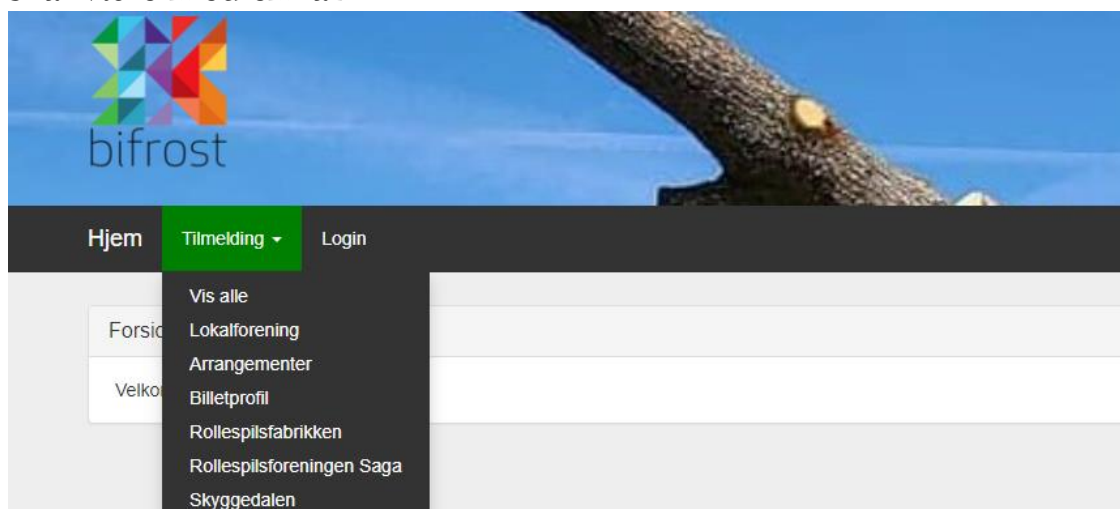 bifrost
Hjem Tilmelding Login
Vis alle
Lokalforening
Arrangementer
Billetprofil
Rollespilsfabrikken
Rollespilsforeningen Saga
Skyggedalen